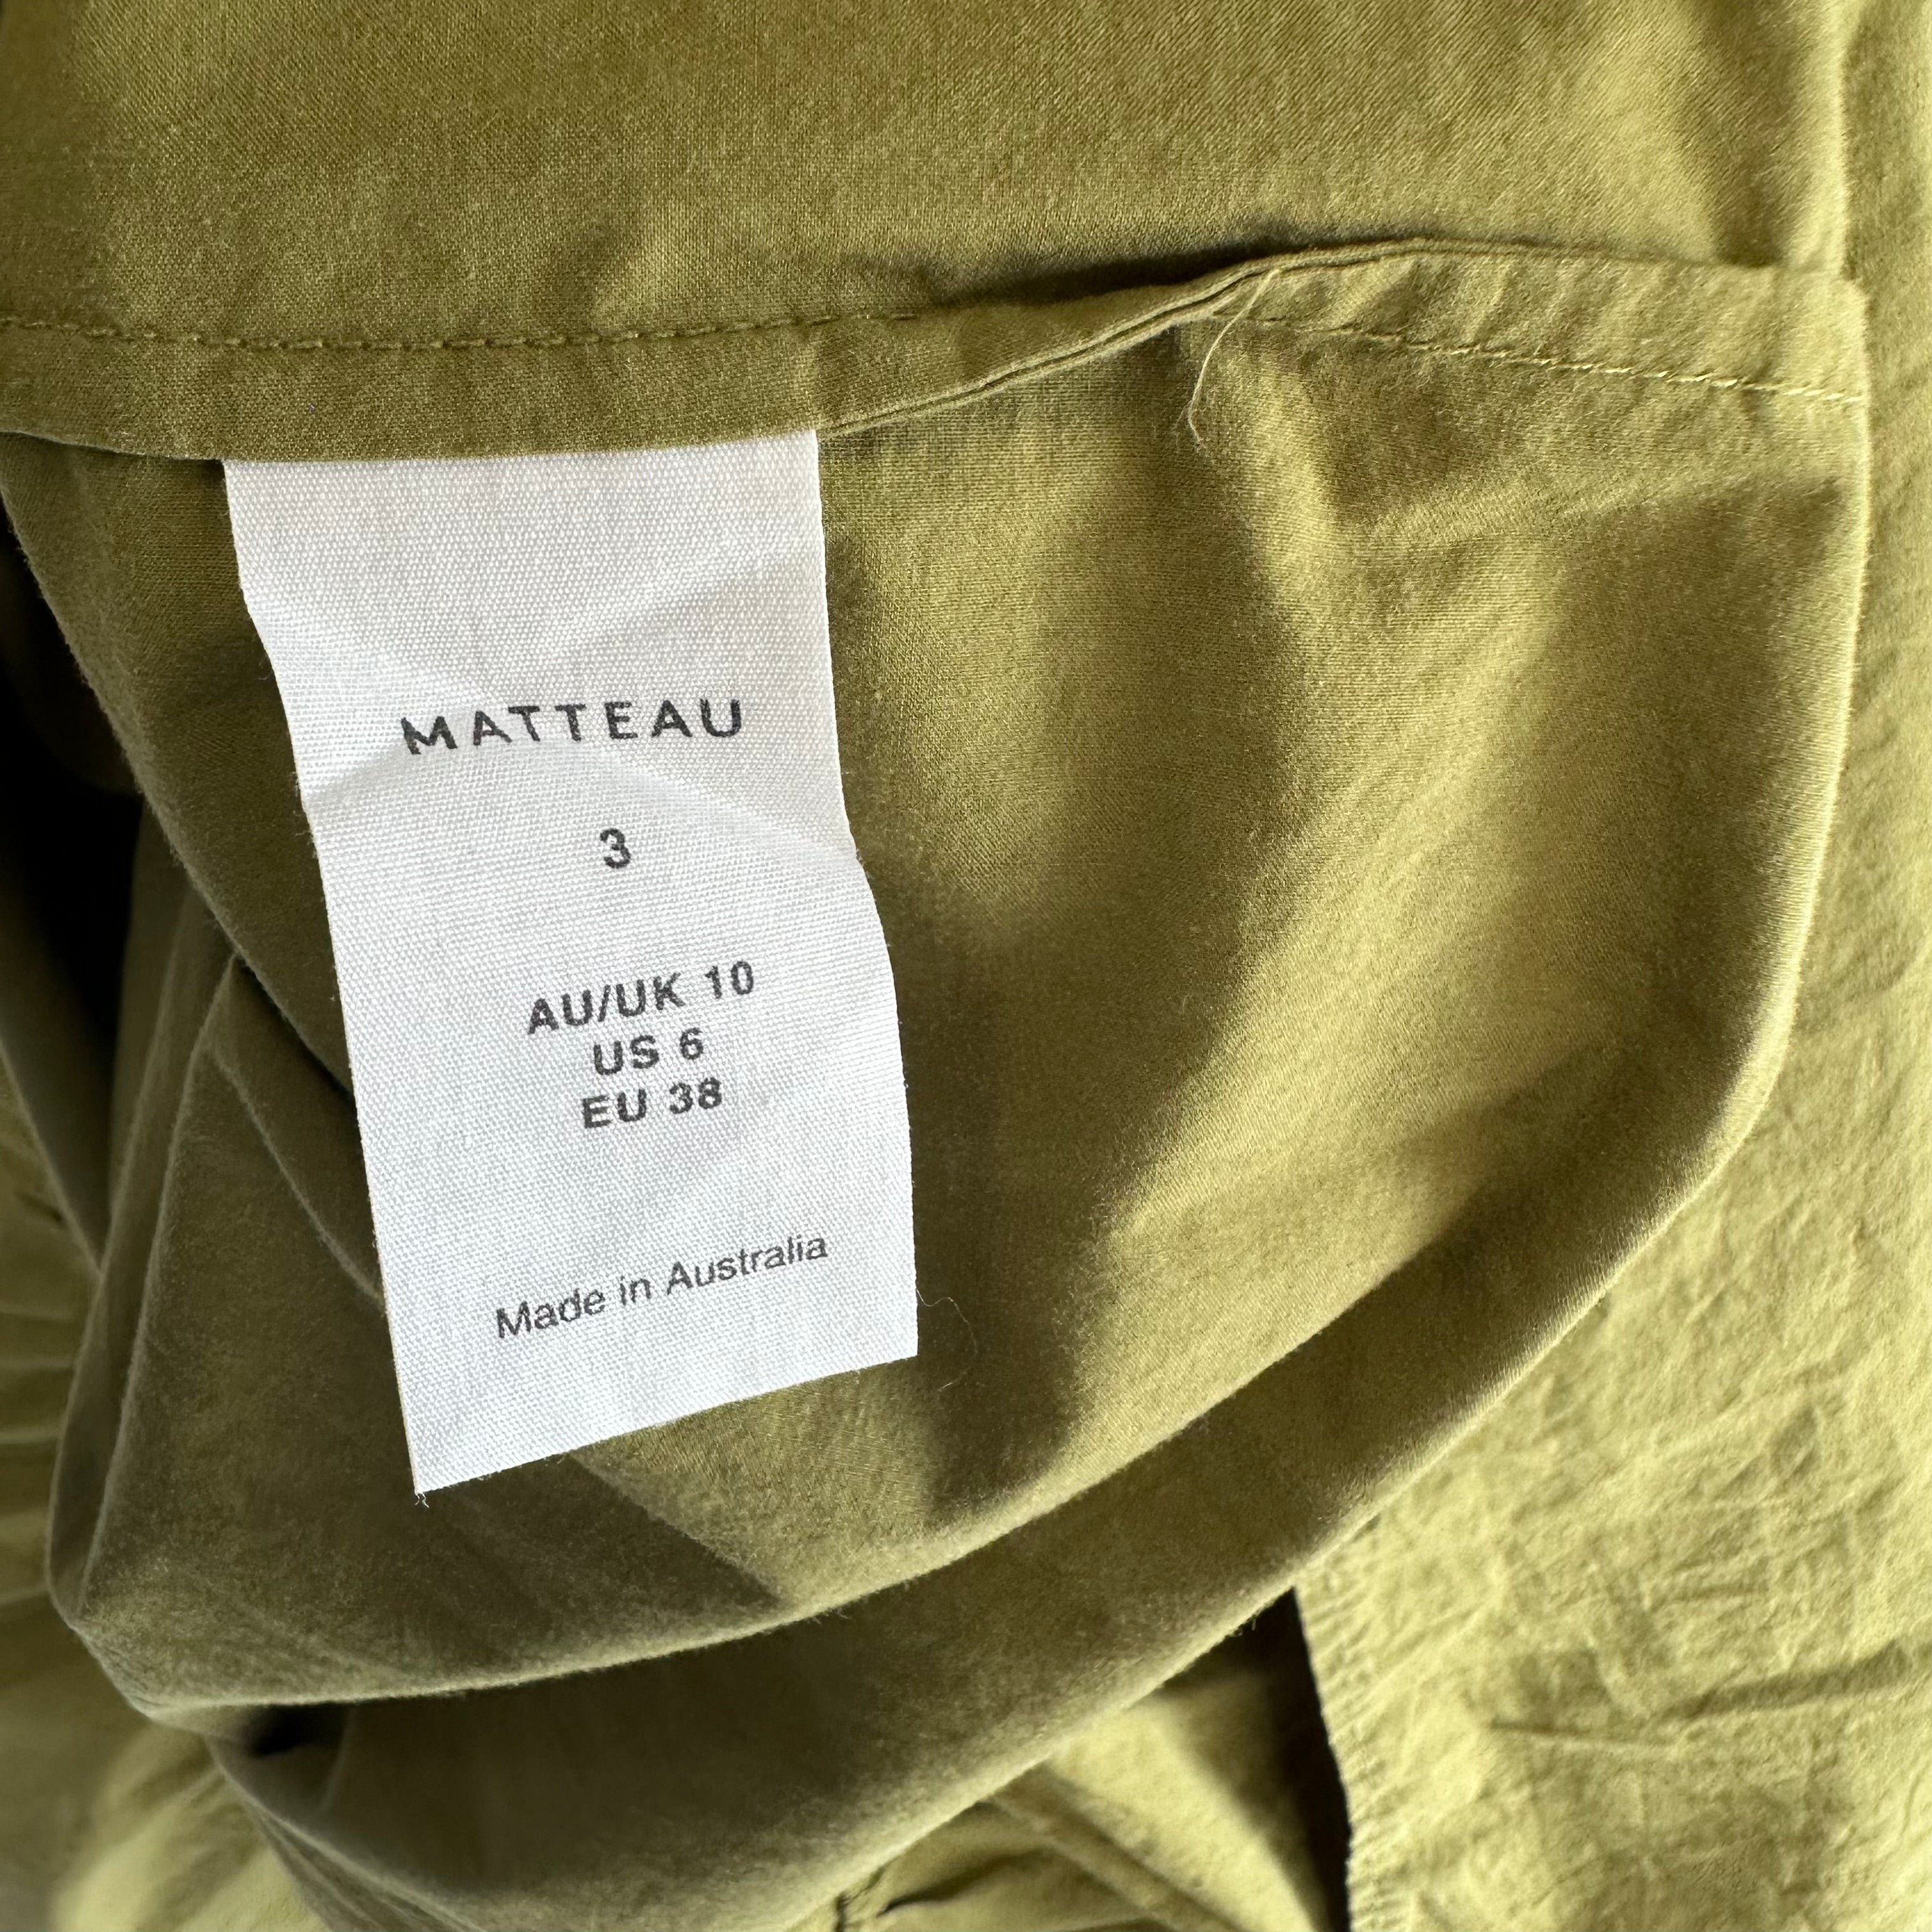 MATTEAU
3
AU/UK 10
US 6
EU 38
Made in Australia